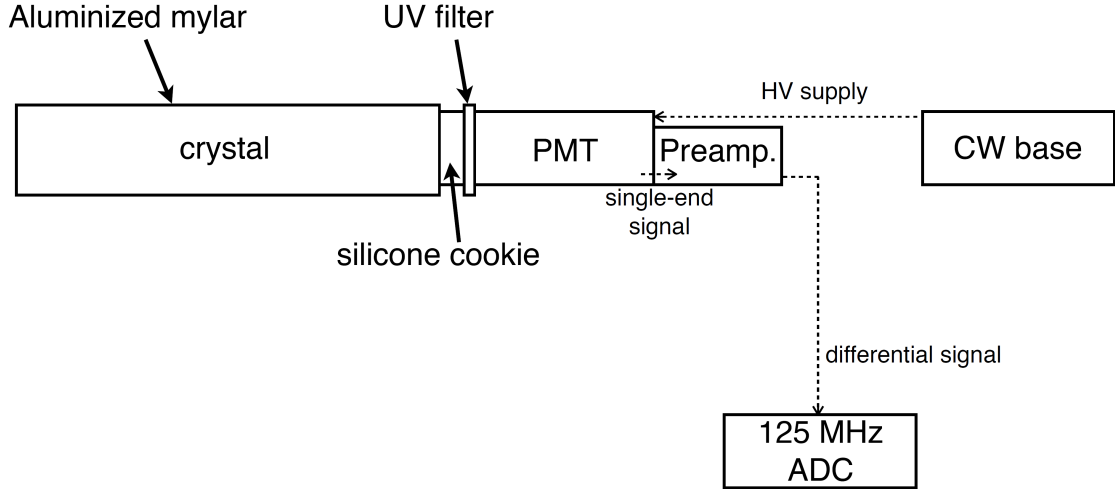 Aluminized mylar
UV filter
HV supply
crystal
PMT
Preamp.
CW base
single-end
signal
silicone cookie
differential signal
125 MHz
ADC